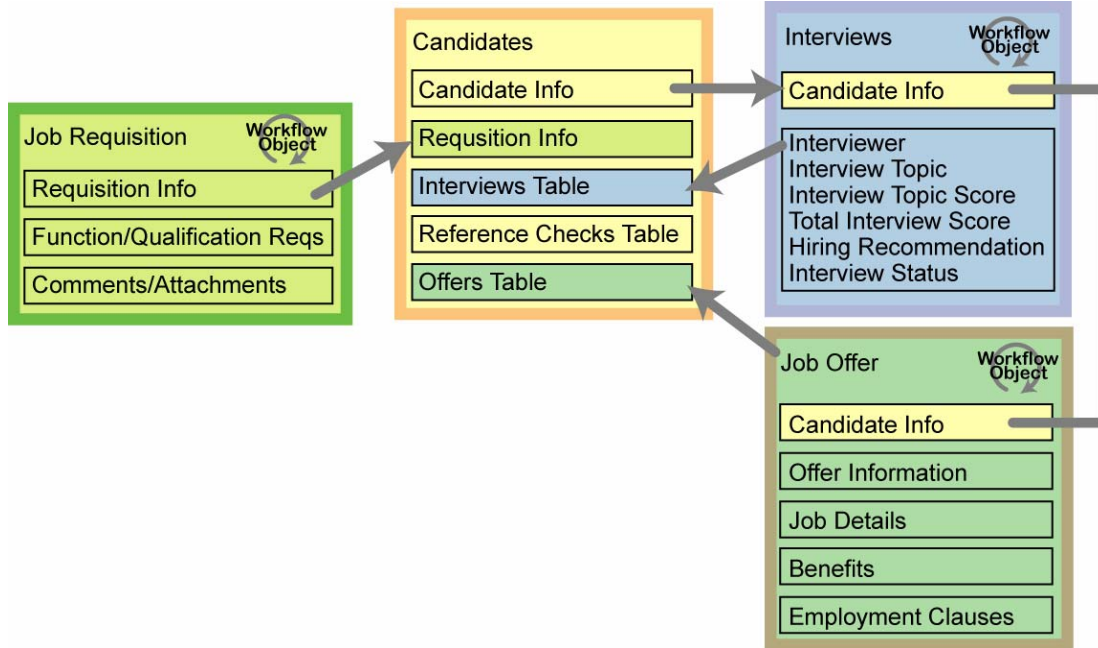 Job Requisition
Workflow
Object
Requisition Info
Function/Qualification Reqs
Comments/Attachments
Candidates
Candidate Info
Requsition Info
Interviews Table
Reference Checks Table
Offers Table
Interviews
Workflow
Object
Candidate Info
Interviewer
Interview Topic
Interview Topic Score
Total Interview Score
Hiring Recommendation
Interview Status
Job Offer
Workflow
Object
Candidate Info
Offer Information
Job Details
Benefits
Employment Clauses